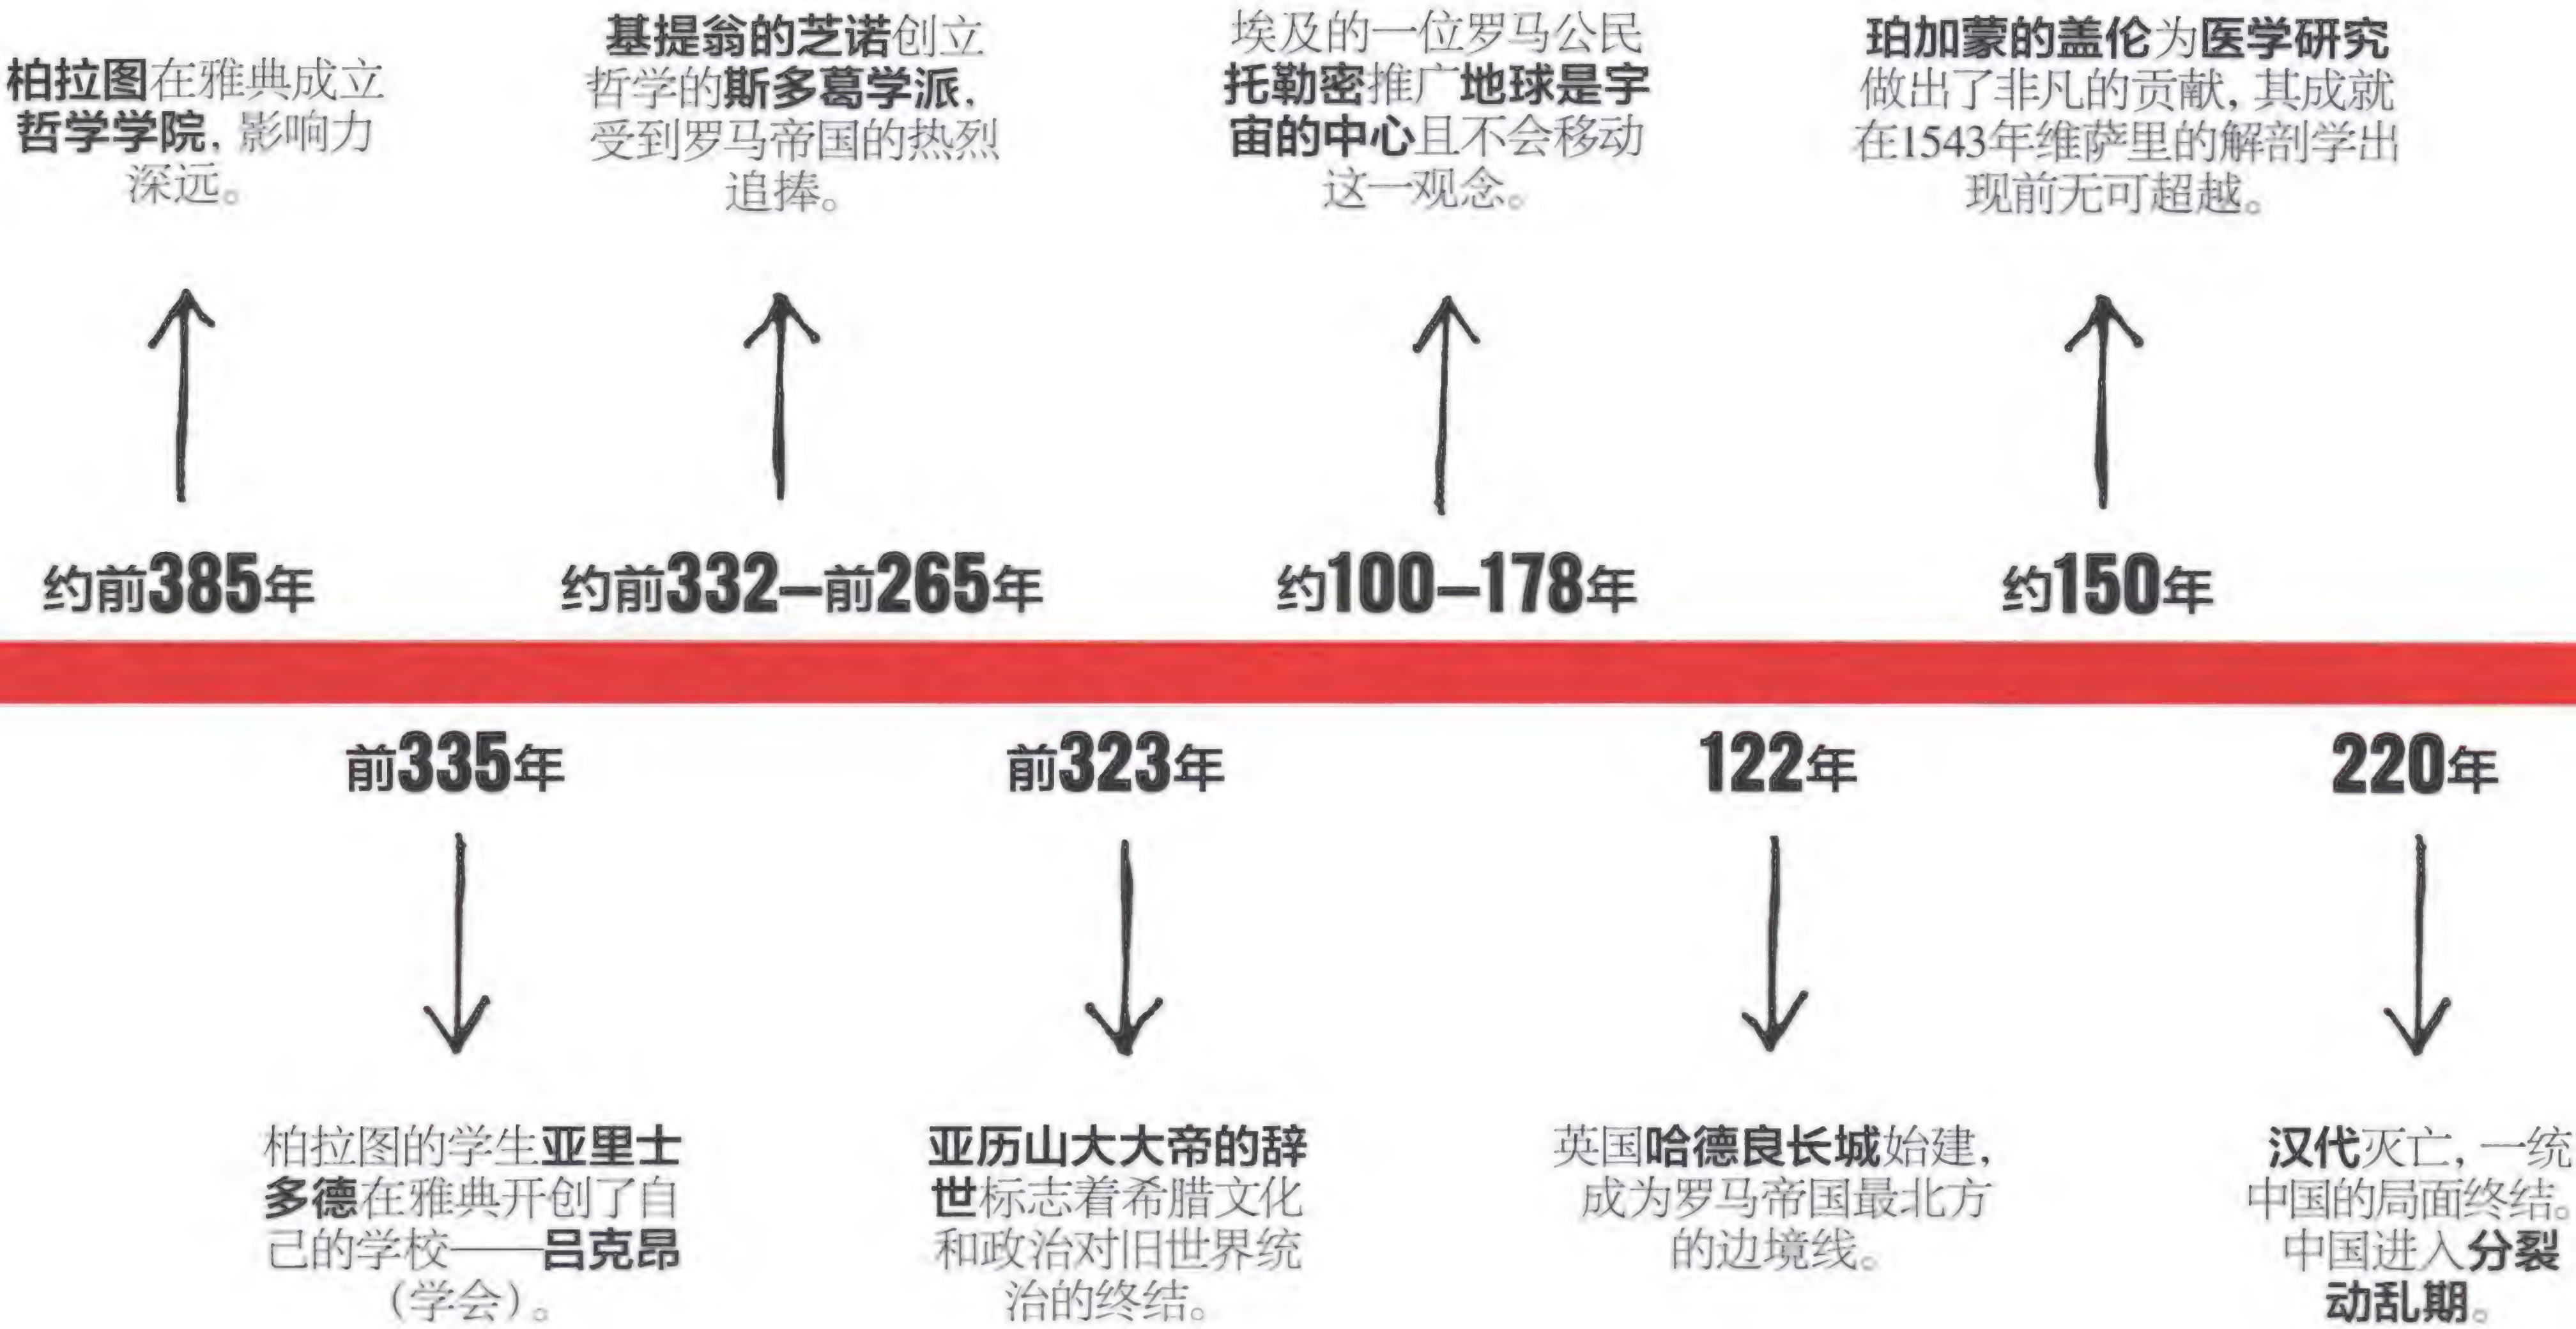 柏拉图在雅典成立
哲学学院，影响力
深远。
约前385年
基提翁的芝诺创立
哲学的斯多葛学派，
受到罗马帝国的热烈
追捧。
约前332–前265年
埃及的一位罗马公民
托勒密推广地球是宇
宙的中心且不会移动
这一观念。
约100–178年
珀加蒙的盖伦为医学研究
做出了非凡的贡献，其成就
在1543年维萨里的解剖学出
现前无可超越。
约150年
前335年
柏拉图的学生亚里士
多德在雅典开创了自
己的学校——吕克昂
（学会）。
前323年
亚历山大大帝的辞
世标志着希腊文化
和政治对旧世界统
治的终结。
122年
英国哈德良长城始建，
成为罗马帝国最北方
的边境线。
220年
汉代灭亡，一统
中国的局面终结。
中国进入分裂
动乱期。